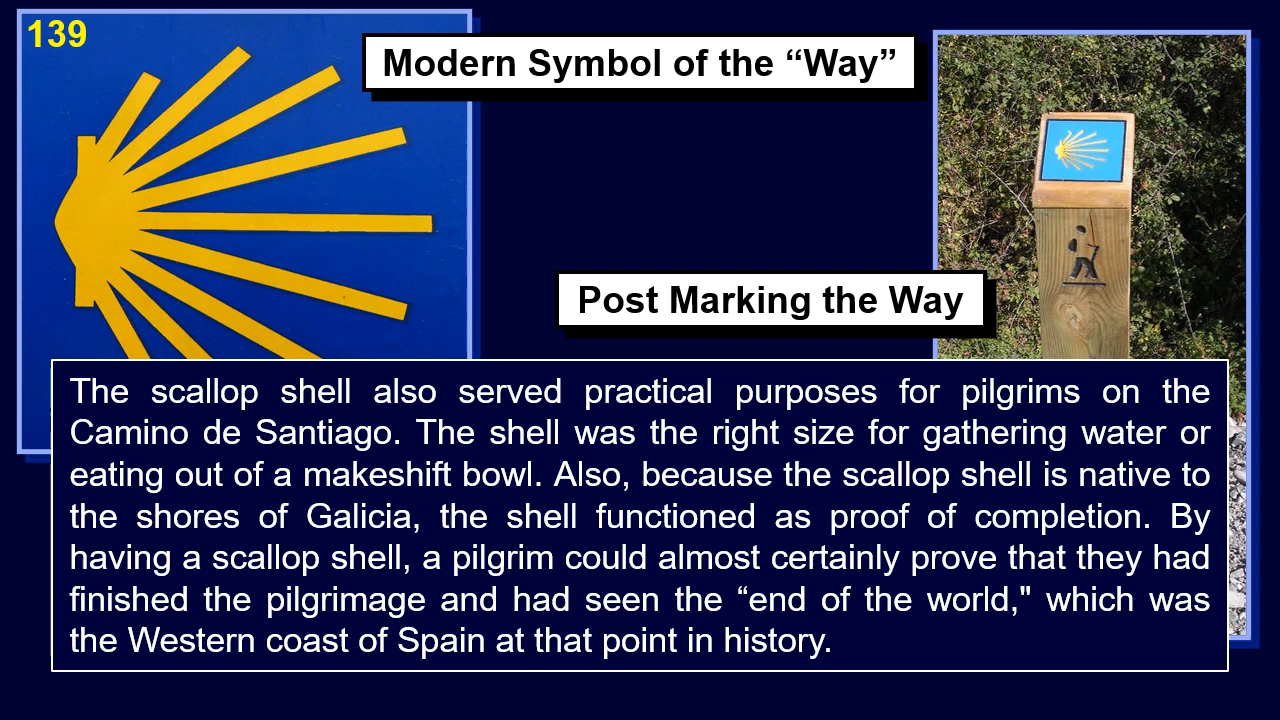 139
Modern Symbol of the “Way”
Post Marking the Way
The scallop shell also served practical purposes for pilgrims on the
Camino de Santiago. The shell was the right size for gathering water or
eating out of a makeshift bowl. Also, because the scallop shell is native to
the shores of Galicia, the shell functioned as proof of completion. By
having a scallop shell, a pilgrim could almost certainly prove that they had
finished the pilgrimage and had seen the “end of the world," which was
the Western coast of Spain at that point in history.